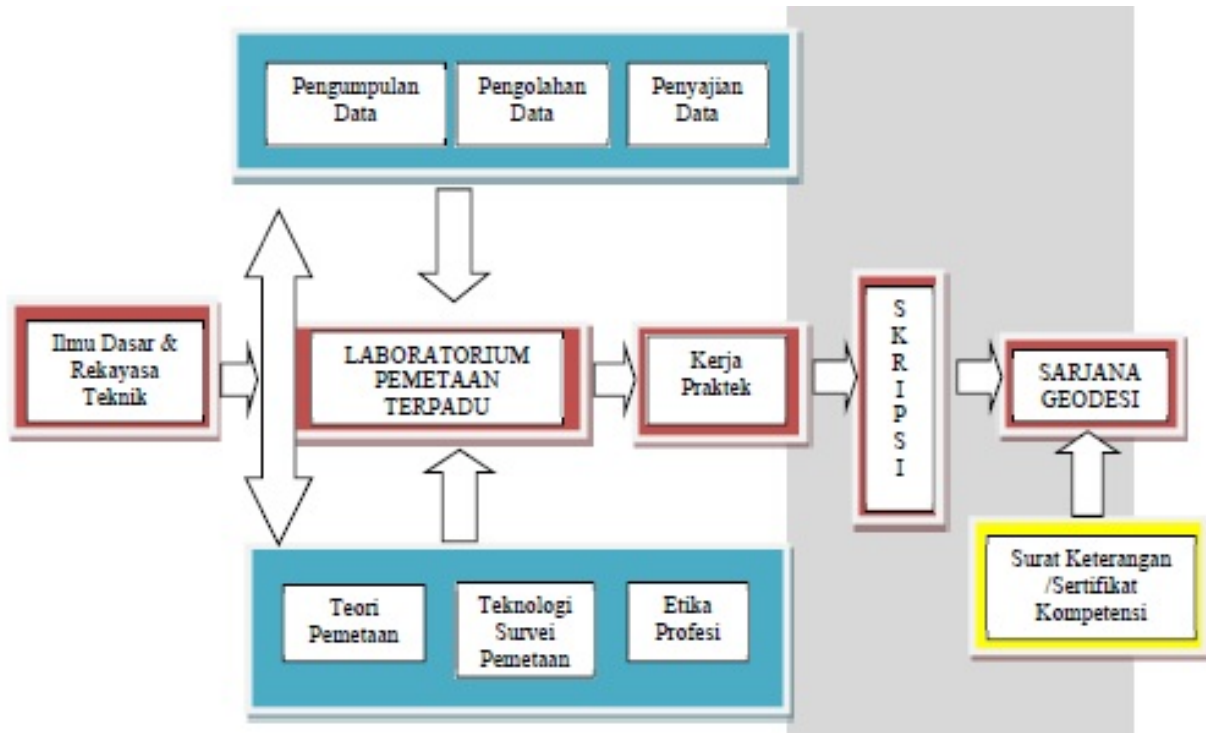 Pengumpulan
Data
Pengolahan
Data
Penyajian
Data
Ilmu Dasar &
Rekayasa
Teknik
LABORATORIUM
PEMETAAN
TERPADU
Kerja
Praktek
S
K
R
I
P
S
I
SARJANA
GEODESI
Teori
Pemetaan
Teknologi
Survei
Pemetaan
Etika
Profesi
Surat Keterangan
/Sertifikat
Kompetensi